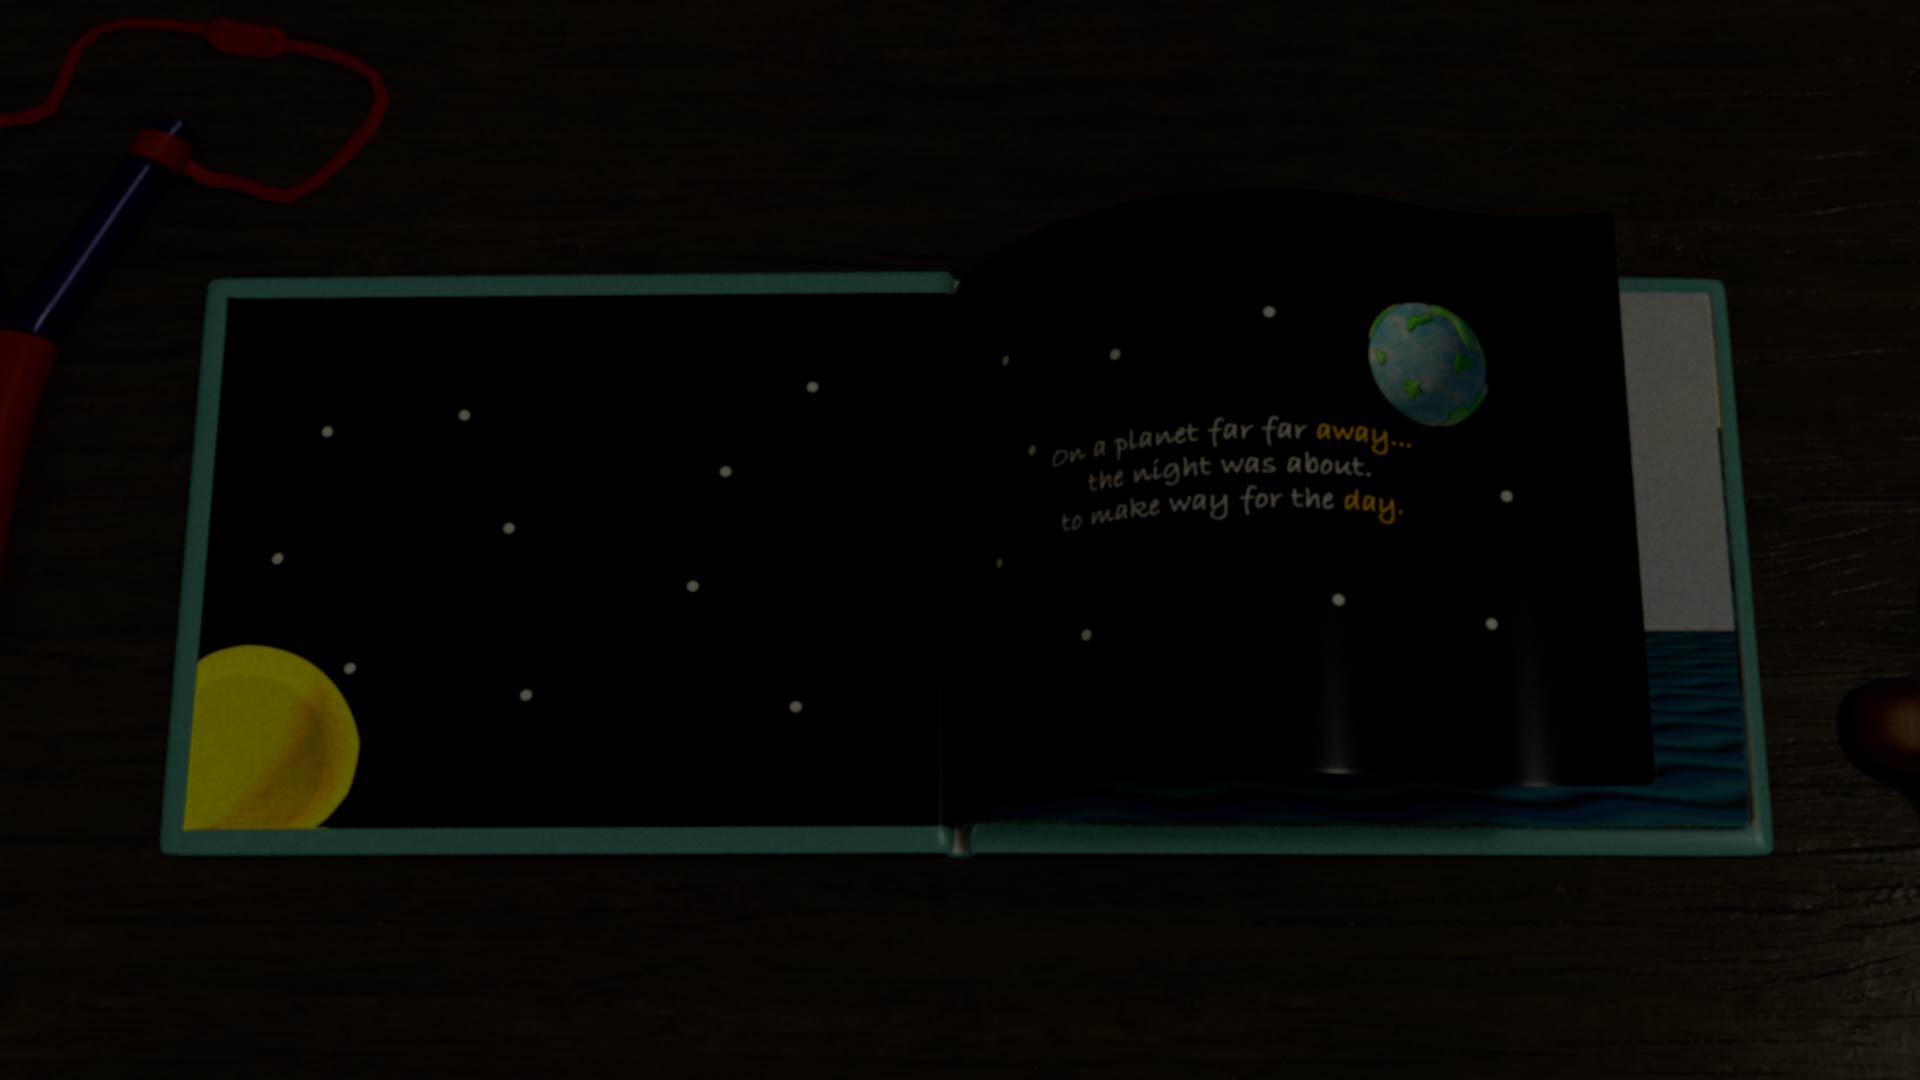 On a planet far far away...
the night was about.
to make way for the day.